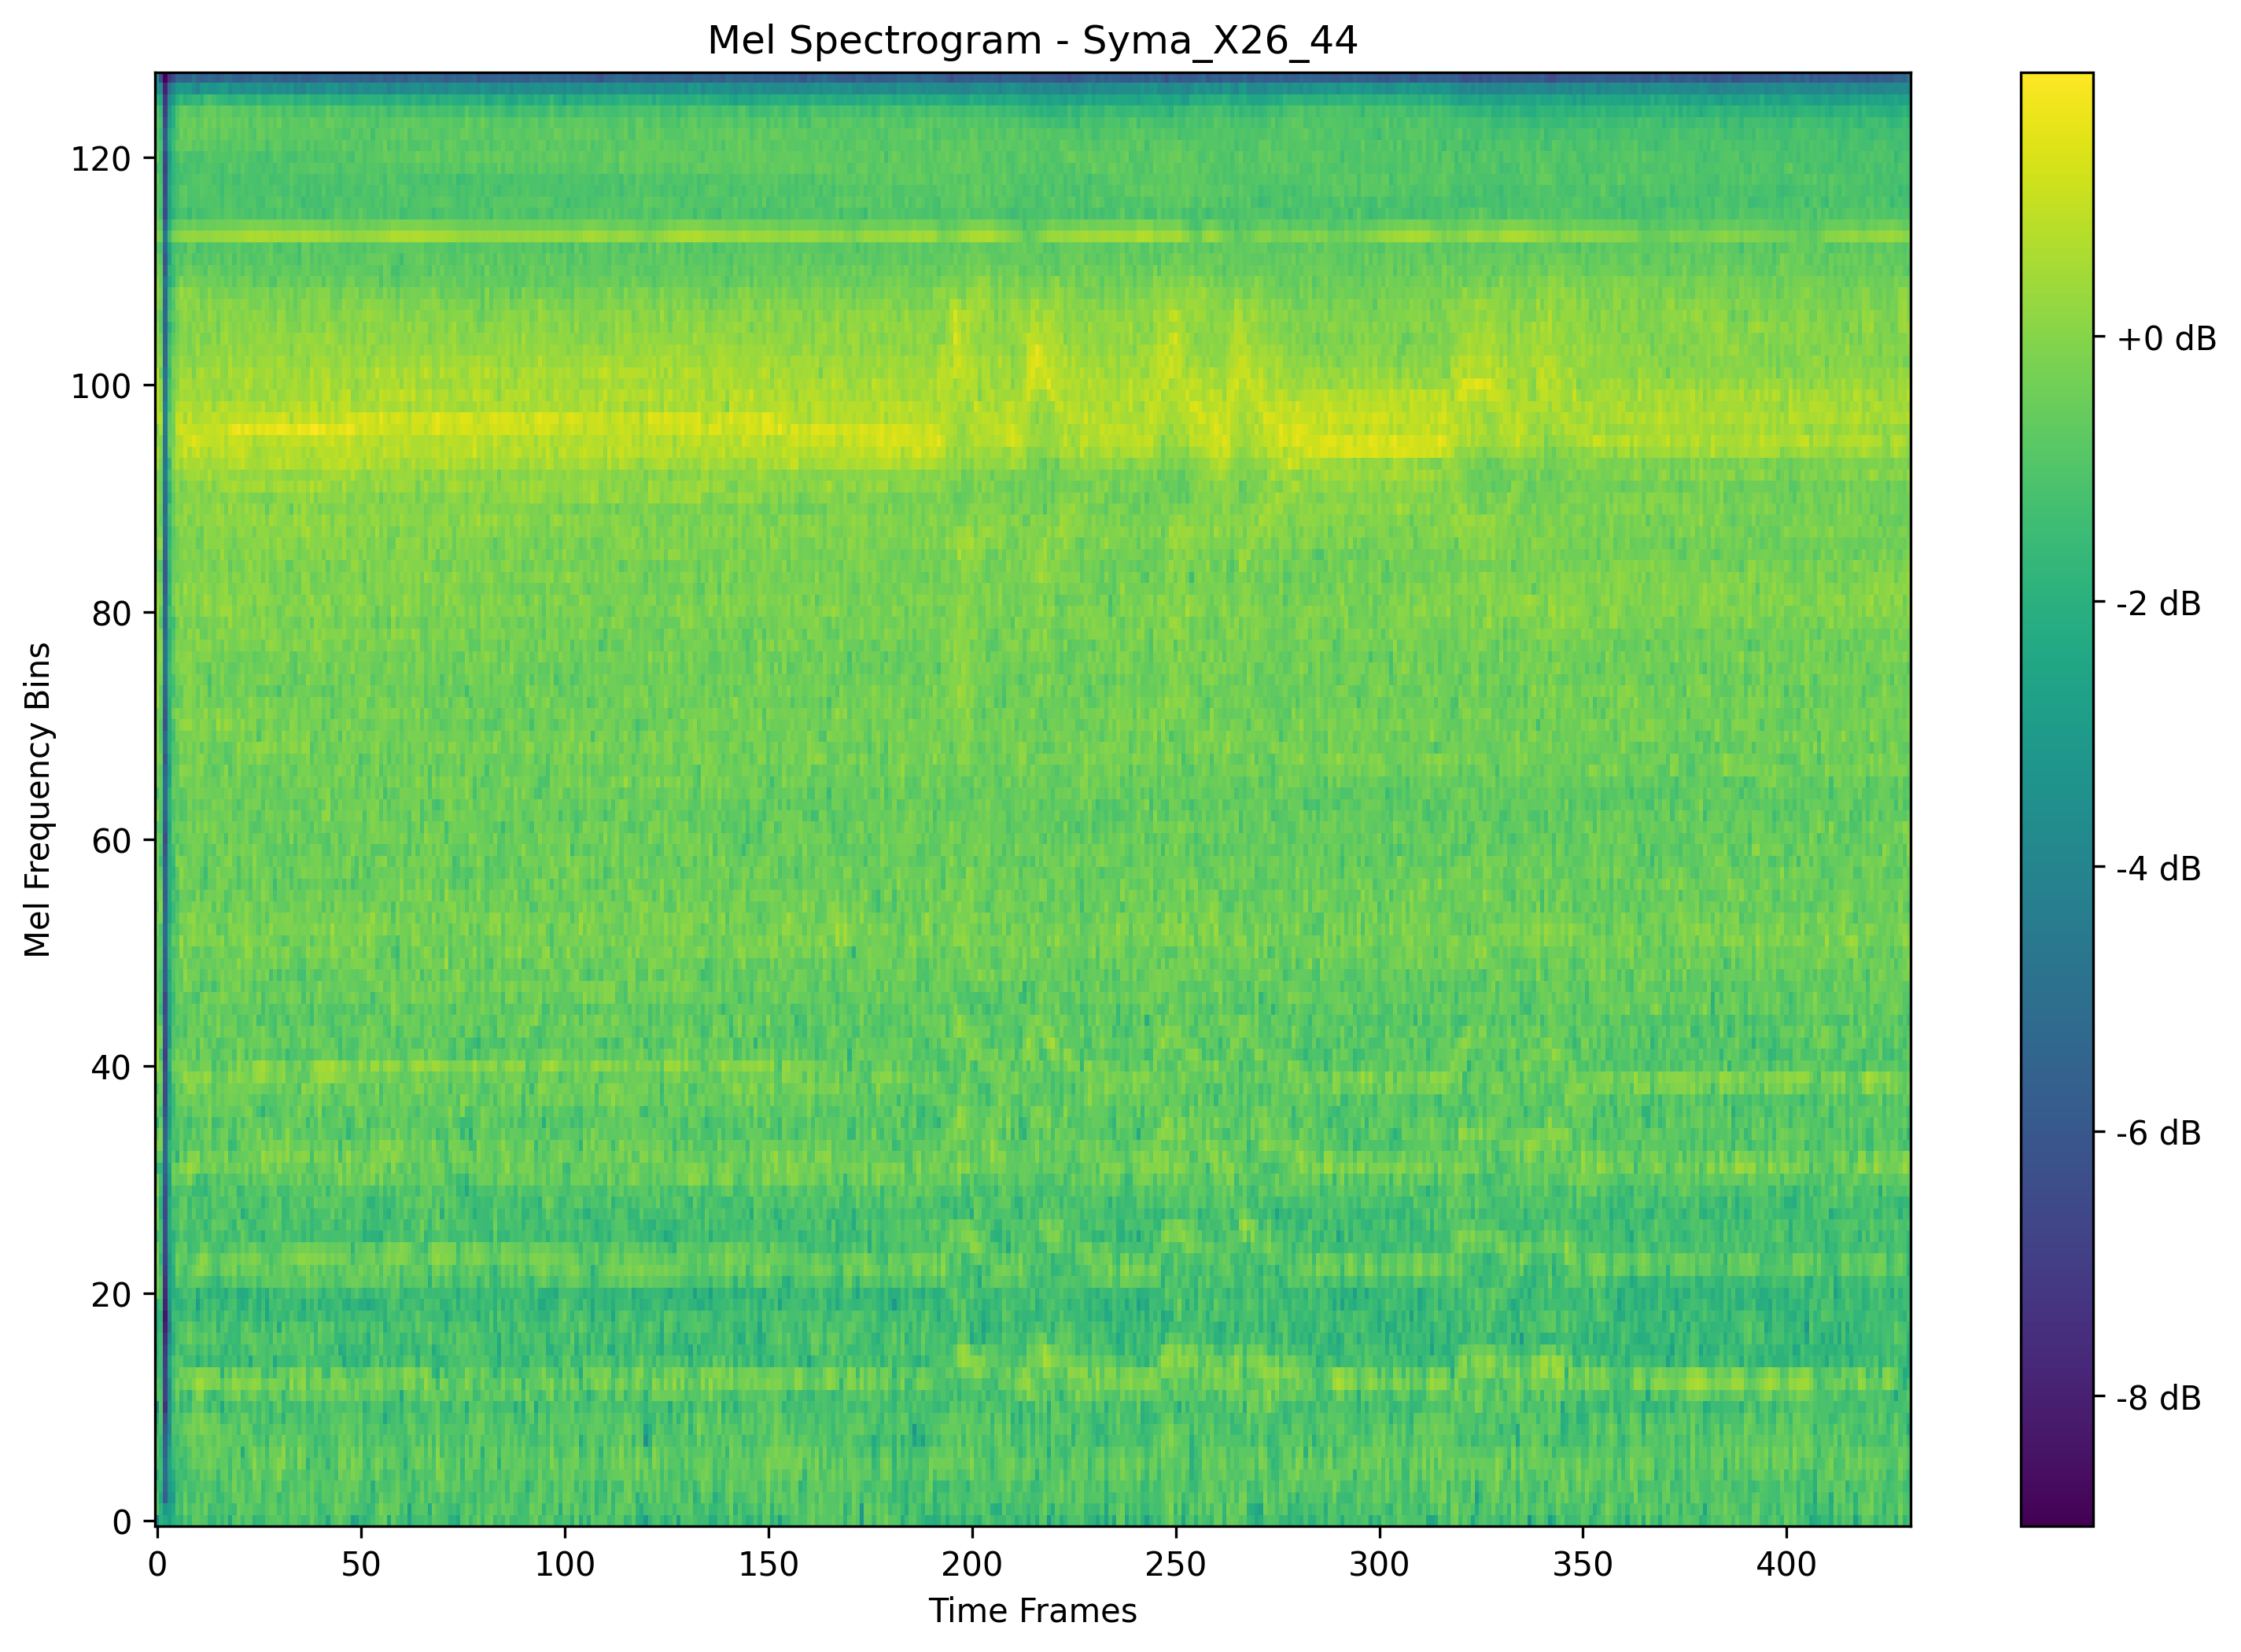 Mel Spectrogram - Syma_X26_44
Mel Frequency Bins
120
100
80
60
40
20
0
0 50 100 150 200 250 300 350 400
Time Frames
+0 dB
-2 dB
-4 dB
-6 dB
-8 dB